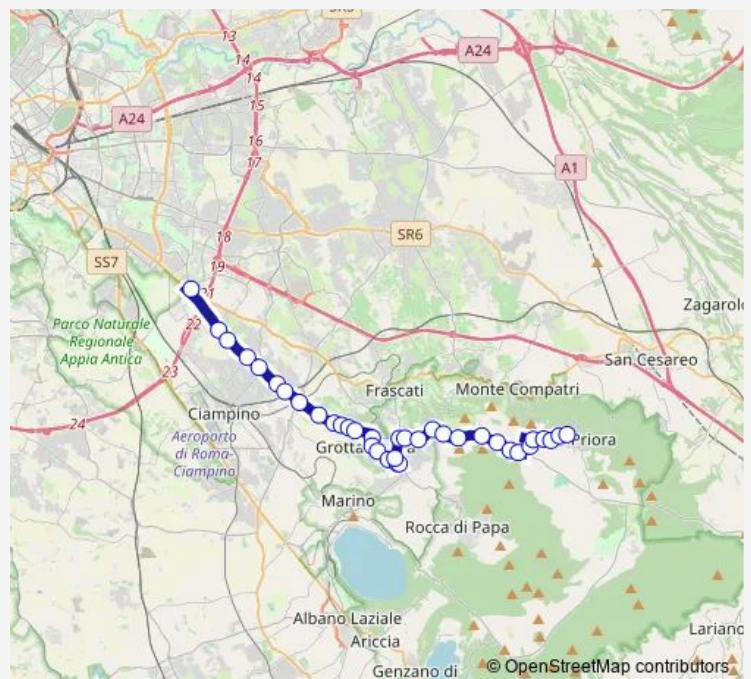 SR5
13
14
14
A24
A24
15
A1
16
17
18
SR6
19
SS7
21
22
Zagarolo
Parco Naturale
Regionale
Appia Antica
23
San Cesareo
Frascati
Monte Compatri
24
Ciampino
Aeroporto
di Roma-
Ciampino
Priora
Marino
Rocca di Papa
Albano Laziale
Ariccia
Lariano
Genzano di
© OpenStreetMap contributors